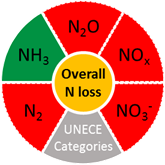 N₂O
NH₃
NOₓ
Overall
N loss
N₂
NO₃⁻
UNECE
Categories